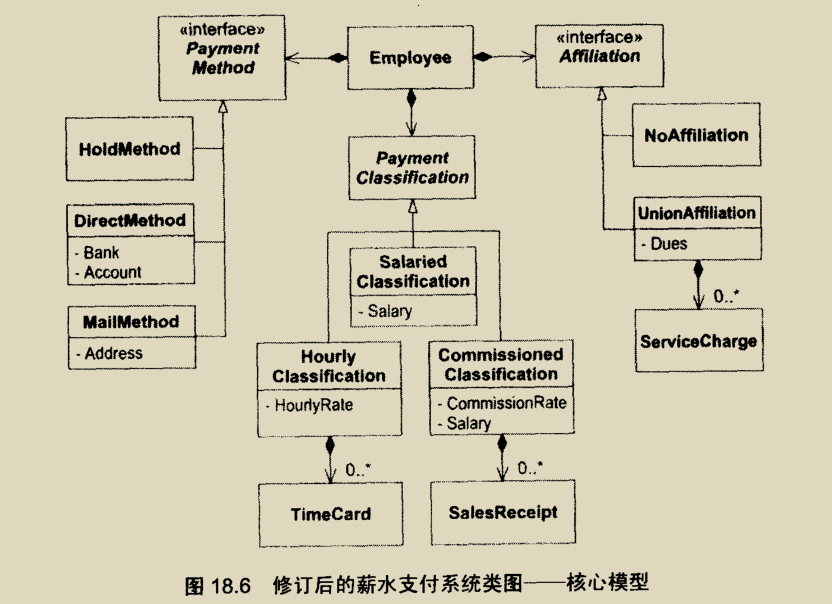 «interface»
Payment
Method
Employee
«interface»
Affiliation
HoldMethod
Payment
Classification
NoAffiliation
DirectMethod
- Bank
- Account
UnionAffiliation
- Dues
Salaried
Classification
- Salary
0..*
MailMethod
- Address
ServiceCharge
Hourly
Classification
- HourlyRate
Commissioned
Classification
- CommissionRate
- Salary
0..*
0..*
TimeCard
SalesReceipt
图 18.6 修订后的薪水支付系统类图——核心模型